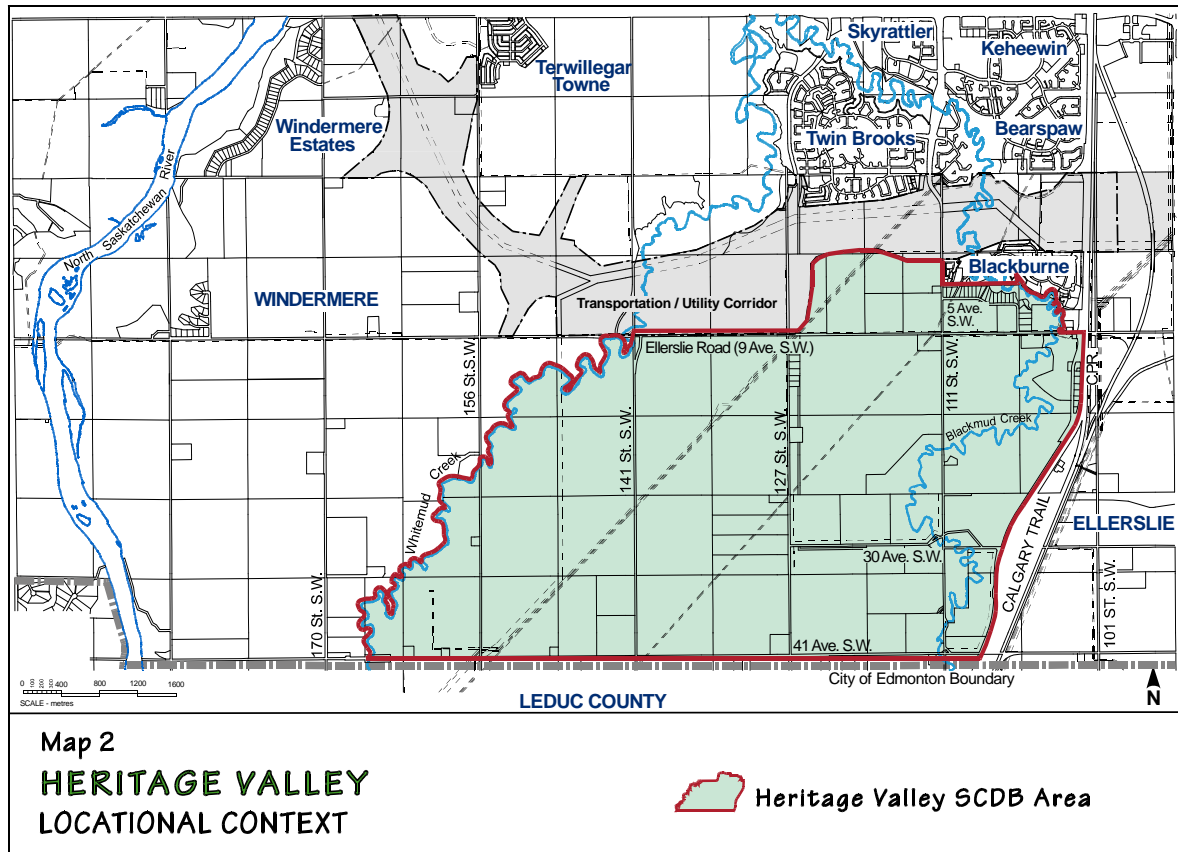 Skyrattler
Keheewin
Terwillegar
Towne
Windermere
Estates
Twin Brooks
Bearspaw
North Saskatchewan River
Blackburne
WINDERMERE
Transportation / Utility Corridor
5 Ave.
S.W.
Ellerslie Road (9 Ave. S.W.)
156 St.S.W.
111 St. S.W.
C.P.R.
141 St. S.W.
127 St. S.W.
Blackmud Creek
Whitemud Creek
CALGARY TRAIL
ELLERSLIE
30 Ave. S.W.
170 St. S.W.
101 ST. S.W.
41 Ave. S.W.
City of Edmonton Boundary
0 100 200 300 400 800 1200 1600
SCALE - metres
LEDUC COUNTY
N
Map 2
HERITAGE VALLEY
LOCATIONAL CONTEXT
Heritage Valley SCDB Area